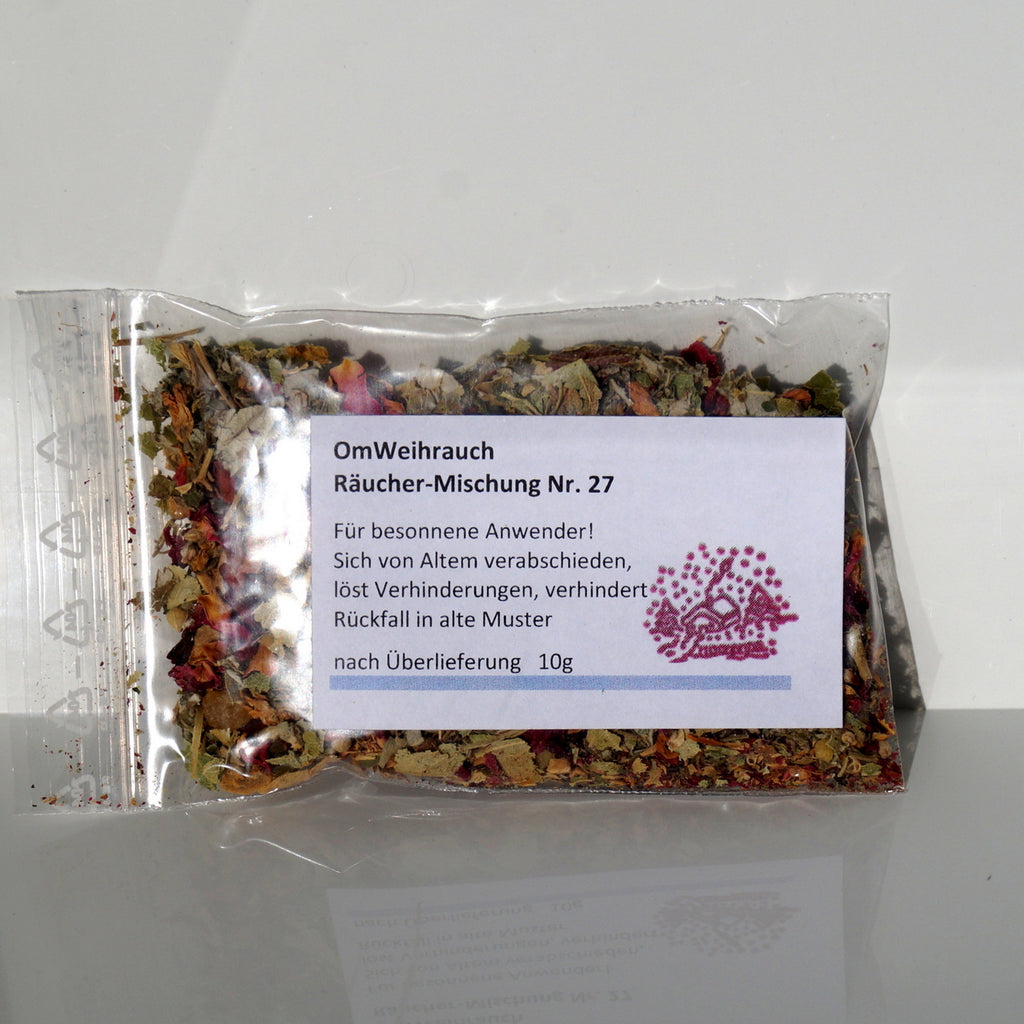 OmWeihrauch
Räucher-Mischung Nr. 27
Für besonnene Anwender!
Sich von Altem verabschieden,
löst Verhinderungen, verhindert
Rückfall in alte Muster
nach Überlieferung 10g